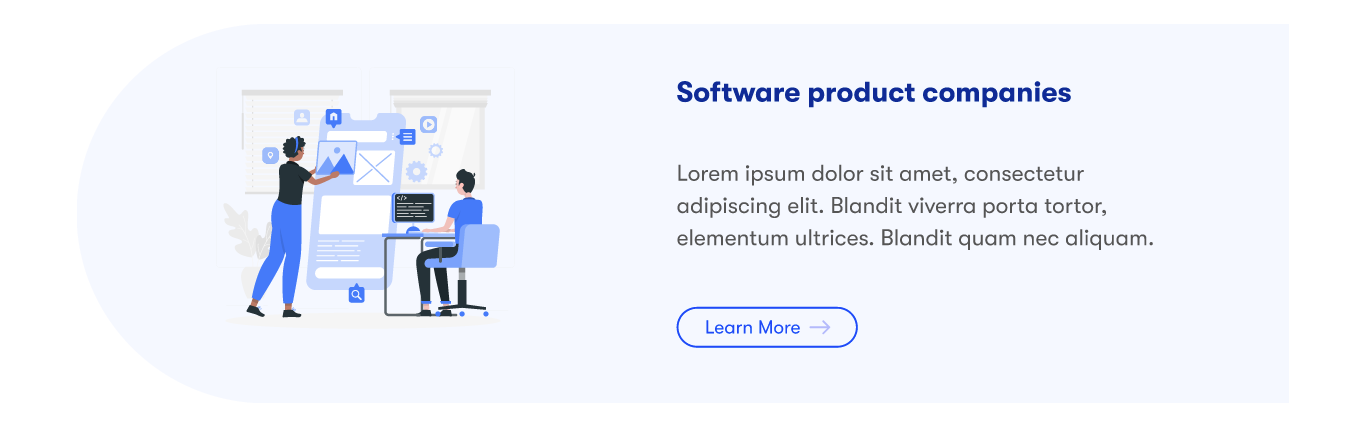 Software product companies
Lorem ipsum dolor sit amet, consectetur
adipiscing elit. Blandit viverra porta tortor,
elementum ultrices. Blandit quam nec aliquam.
</>
Learn More